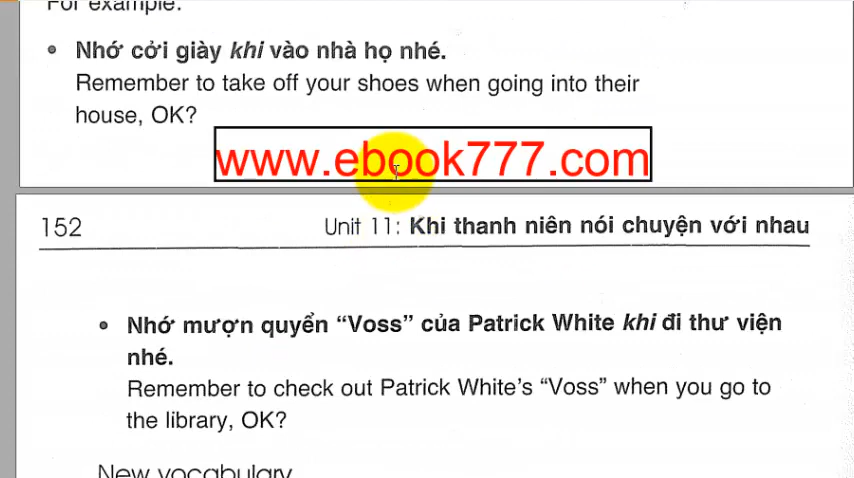 For example:
• Nhớ cởi giày khi vào nhà họ nhé.
Remember to take off your shoes when going into their
house, OK?
www.ebook777.com
152 Unit 11: Khi thanh niên nói chuyện với nhau
• Nhớ mượn quyển “Voss” của Patrick White khi đi thư viện
nhé.
Remember to check out Patrick White's “Voss” when you go to
the library, OK?
New vocabulary